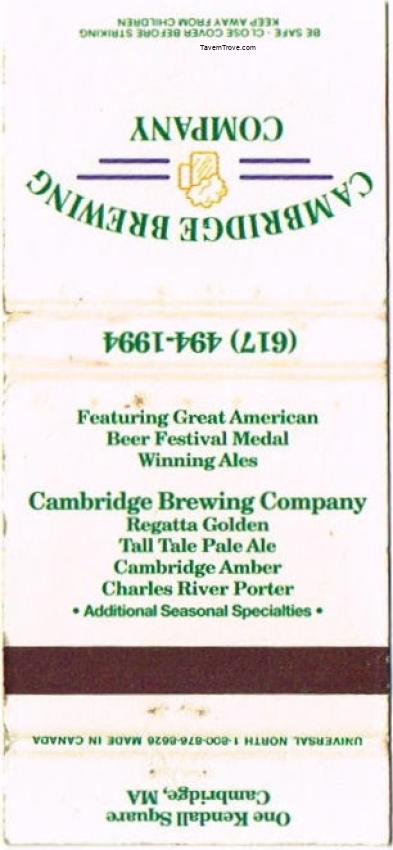 BE SAFE - CLOSE COVER BEFORE STRIKING
KEEP AWAY FROM CHILDREN
TavernTrove.com
CAMBRIDGE BREWING
COMPANY
(617) 494-1994
Featuring Great American
Beer Festival Medal
Winning Ales
Cambridge Brewing Company
Regatta Golden
Tall Tale Pale Ale
Cambridge Amber
Charles River Porter
• Additional Seasonal Specialties •
UNIVERSAL NORTH 1-800-876-8626 MADE IN CANADA
One Kendall Square
Cambridge, MA